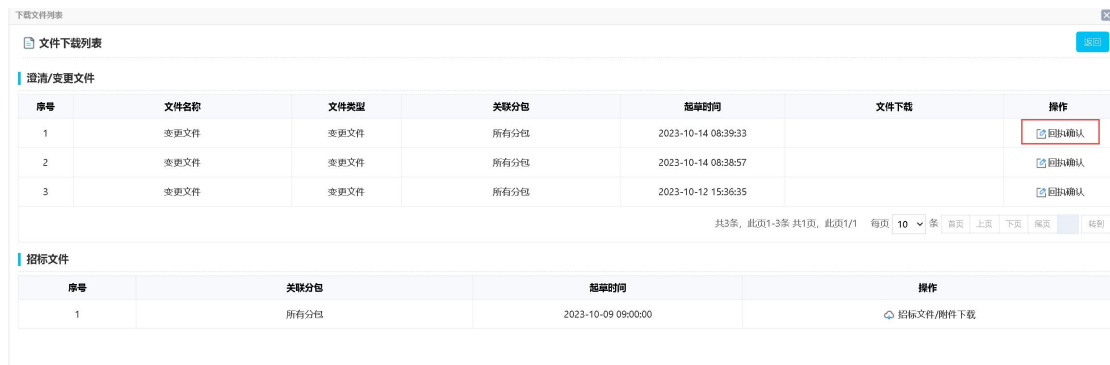 下载文件列表
文件下载列表
返回
澄清/变更文件
序号 文件名称 文件类型 关联分包 起草时间 文件下载 操作
1 变更文件 变更文件 所有分包 2023-10-14 08:39:33 回执确认
2 变更文件 变更文件 所有分包 2023-10-14 08:38:57 回执确认
3 变更文件 变更文件 所有分包 2023-10-12 15:36:35 回执确认
共3条，此页1-3条 共1页，此页1/1 每页 10 条 首页 上页 下页 尾页 转到
招标文件
序号 关联分包 起草时间 操作
1 所有分包 2023-10-09 09:00:00 招标文件/附件下载